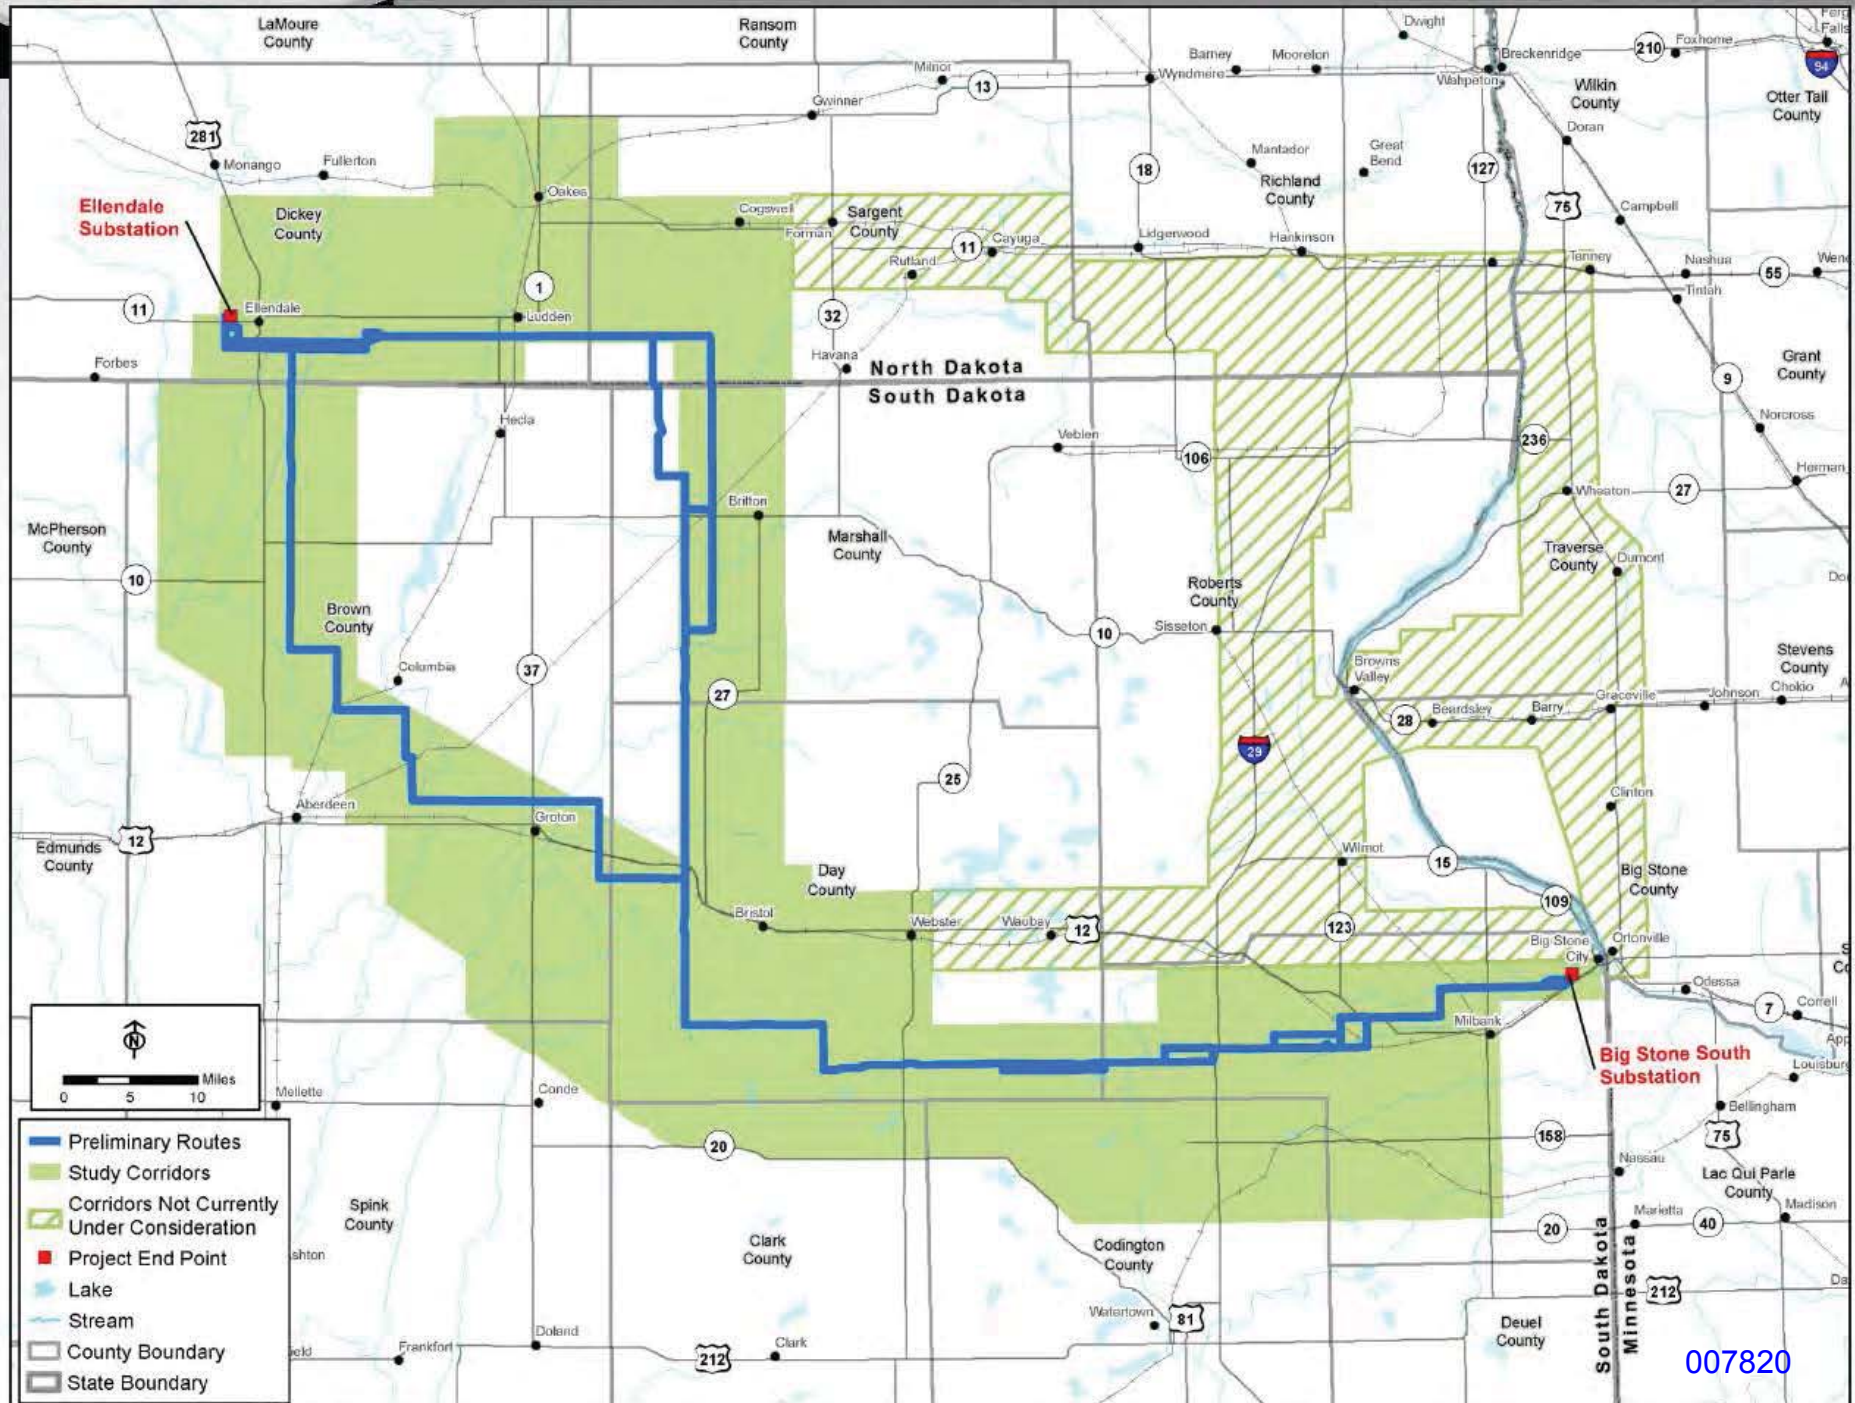 LaMoure
County
Ransom
County
Dwight
Barney
Mooreton
Breckenridge
210
Foxhome
Ferg
Falls
94
Milnor
13
Wyndmere
Wahpeton
Wilkin
County
Otter Tail
County
Gwinner
281
Monango
Fullerton
Doran
Mantador
Great
Bend
18
127
Richland
County
Oakes
75
Campbell
Ellendale
Substation
Dickey
County
Cogswell
Forman
Sargent
County
11
Cayuga
Lidgerwood
Hankinson
Rutland
Tenney
Nashua
55
Wend
1
Tintah
11
Ellendale
Ludden
32
Forbes
Havana
North Dakota
South Dakota
Grant
County
9
Norcross
Hecla
Veblen
106
236
Herman
Britton
Wheaton
27
McPherson
County
Marshall
County
Traverse
County
Dumont
10
Roberts
County
Brown
County
10
Sisseton
Columbia
37
Stevens
County
Browns
Valley
27
Graceville
Johnson
Chokio
28
Beardsley
Barry
29
25
Clinton
Aberdeen
Groton
12
Edmunds
County
Wilmot
15
Day
County
Big Stone
County
109
Bristol
Webster
Waubay
12
123
Big Stone
City
Ortonville
Odessa
7
Correll
Milbank
N
Miles
0 5 10
Big Stone South
Substation
Louisburg
Mellette
Conde
Bellingham
Preliminary Routes
Study Corridors
Corridors Not Currently
Under Consideration
Project End Point
Lake
Stream
County Boundary
State Boundary
20
158
75
Nassau
Lac Qui Parle
County
Madison
Spink
County
Marietta
40
20
shton
Clark
County
Codington
County
South Dakota
Minnesota
212
Watertown
81
Deuel
County
Doland
Frankfort
212
Clark
007820